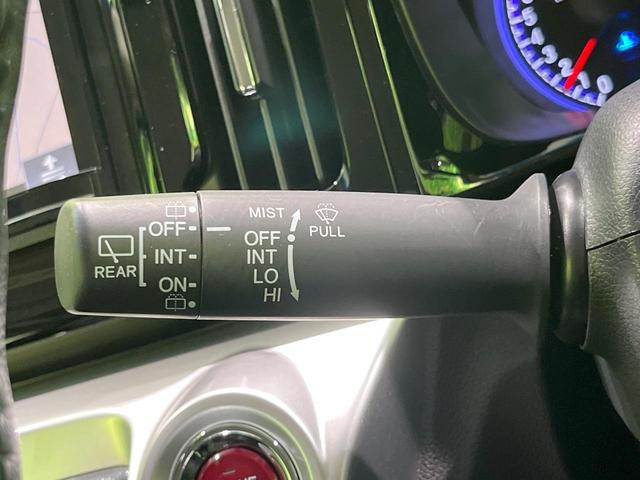 MIST
PULL
OFF
INT
LO
HI
OFF
INT
ON
REAR